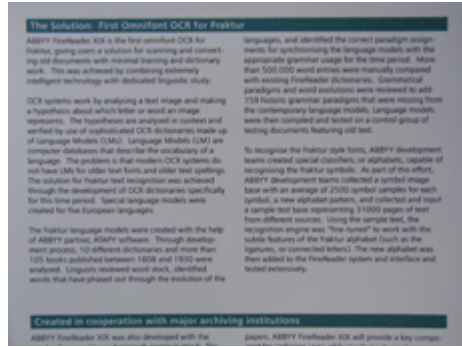 The Solution: First Omnifont OCR for Fraktur
ABBYY FineReader XIX is the first omnifont OCR for
Fraktur, giving users a solution for scanning and convert-
ing old documents with minimal training and dictionary
work. This was achieved by combining extremely
intelligent technology with dedicated linguistic study.
OCR systems work by analysing a text image and making
a hypothesis about which letter or word an image
represents. The hypotheses are analysed in context and
verified by use of sophisticated OCR dictionaries made up
of Language Models (LMs). Language Models (LM) are
computer databases that describe the vocabulary of a
language. The problem is that modern OCR systems do
not have LMs for older text fonts and older text spellings.
The solution for Fraktur text recognition was achieved
through the development of OCR dictionaries specifically
for this time period. Special language models were
created for five European languages.
The Fraktur language models were created with the help
of ABBYY partner, ATAPY software. Through develop-
ment process, 10 different dictionaries and more than
105 books published between 1808 and 1930 were
analysed. Linguists reviewed word stock, identified
words that have phased out through the evolution of the
languages, and identified the correct paradigm assign-
ments for synchronising the language models with the
appropriate grammar usage for the time period. More
than 500.000 word entries were manually compared
with existing FineReader dictionaries. Grammatical
paradigms and word evolutions were reviewed to add
159 historic grammar paradigms that were missing from
the contemporary language models. Language models
were then compiled and tested on a control group of
testing documents featuring old text.
To recognise the Fraktur style fonts, ABBYY development
teams created special classifiers, or alphabets, capable of
recognising the fraktur symbols. As part of this effort,
ABBYY development teams collected a symbol image
base with an average of 2500 symbol samples for each
symbol, a new alphabet pattern, and collected and input
a sample text base representing 31000 pages of text
from different sources. Using the sample text, the
recognition engine was "fine tuned" to work with the
subtle features of the fraktur alphabet (such as the
ligatures, or connected letters). The new alphabet was
then added to the FineReader system and interface and
tested extensively.
Created in cooperation with major archiving institutions
ABBYY FineReader XIX was also developed with the
papers. ABBYY FineReader XIX will provide a key compo-